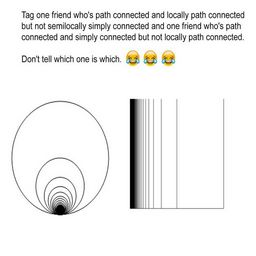 Tag one friend who's path connected and locally path connected
but not semilocally simply connected and one friend who's path
connected and simply connected but not locally path connected.
Don't tell which one is which. 😂 😂 😂